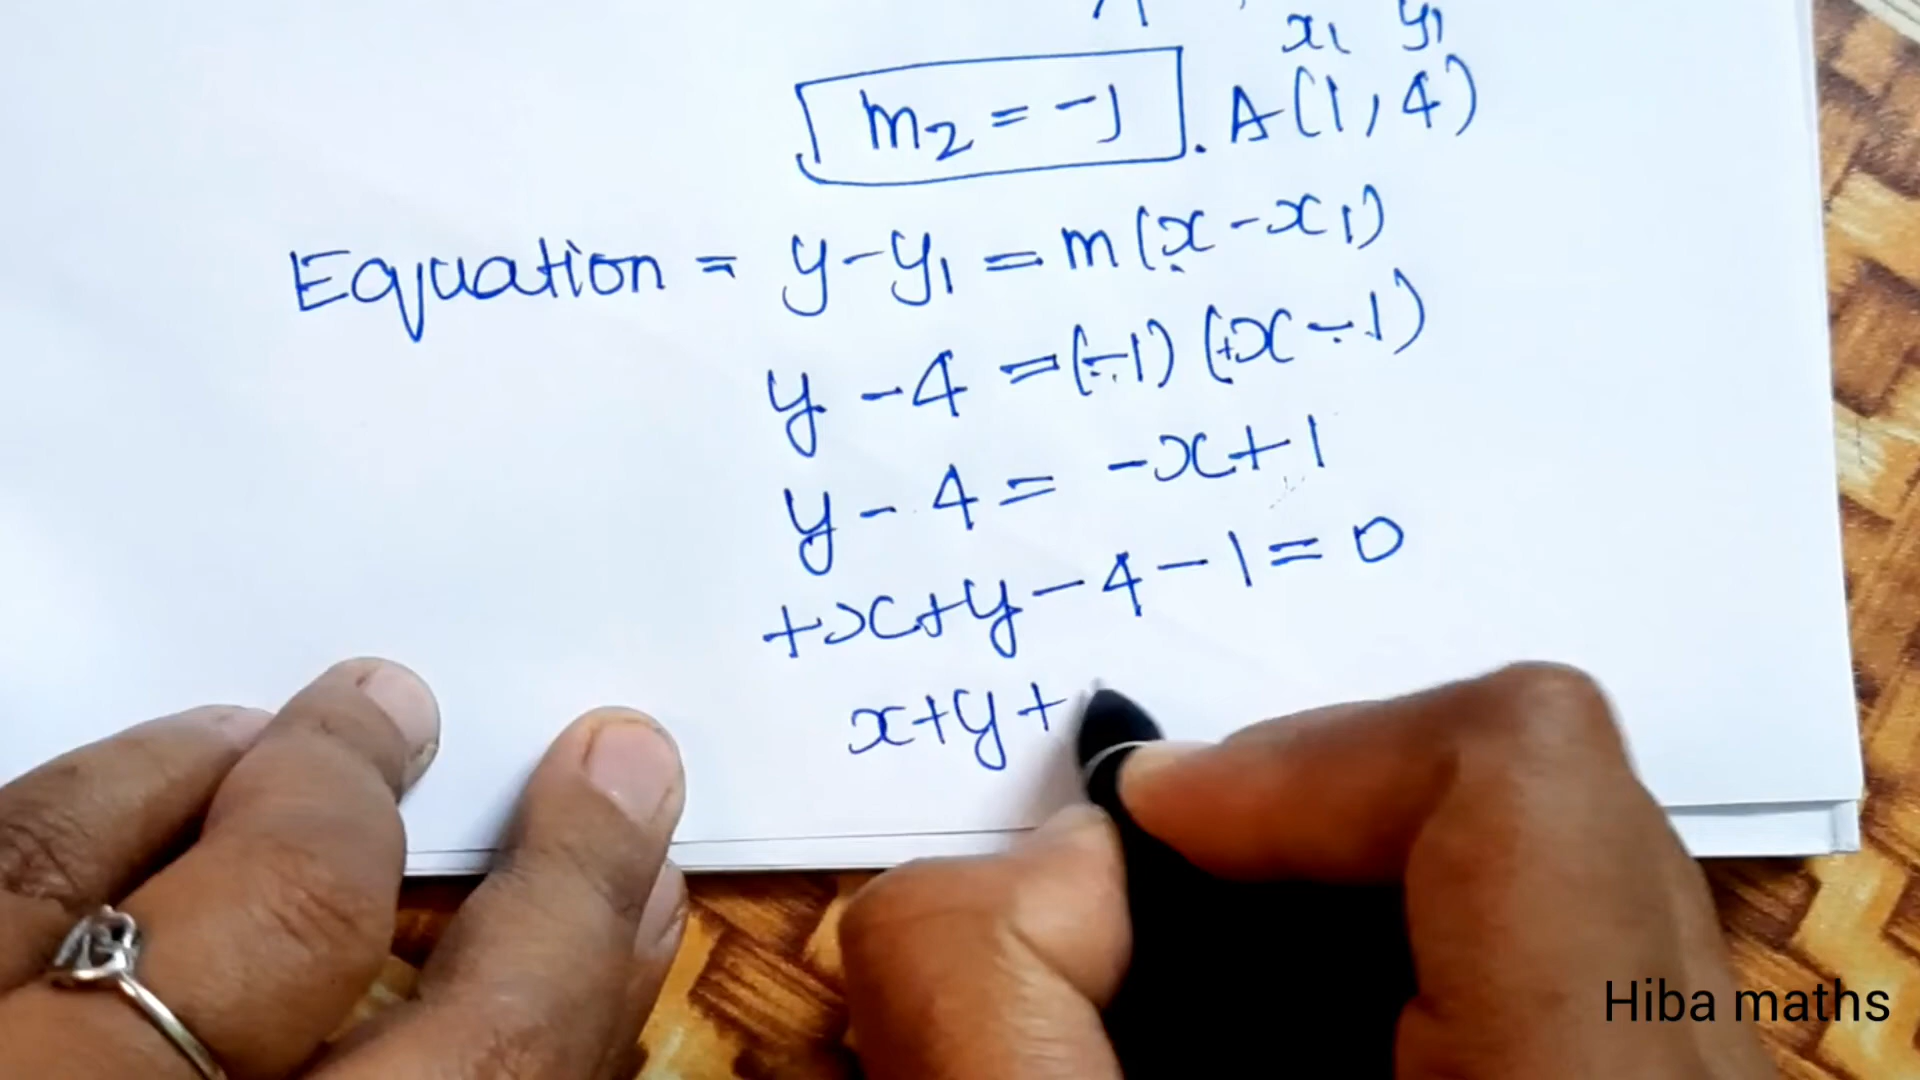 x1 y1
m2 = -1 . A(1, 4)
Equation = y-y1 = m(x-x1)
y -4 =(-1) (+x-1)
y - 4 = -x+1
+x+y-4-1=0
x+y+
Hiba maths